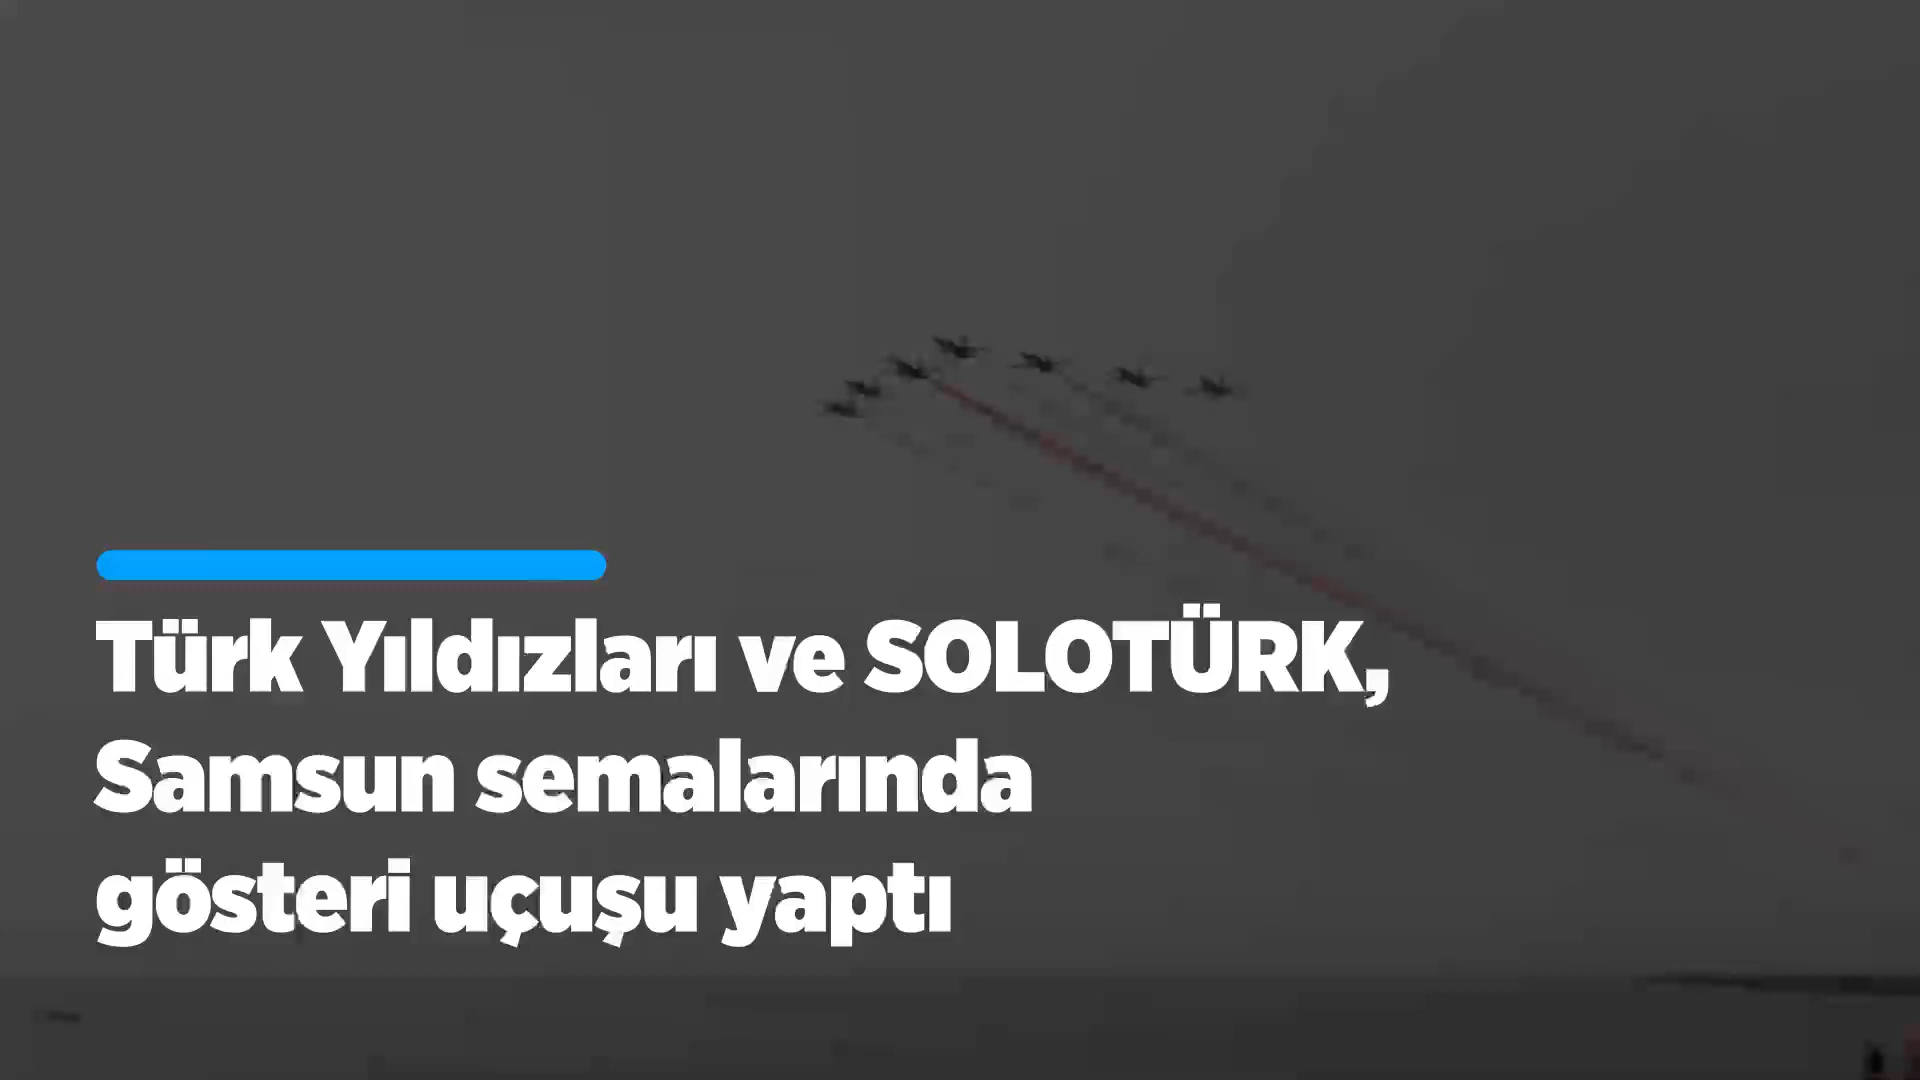 Türk Yıldızları ve SOLOTÜRK,
Samsun semalarında
gösteri uçuşu yaptı